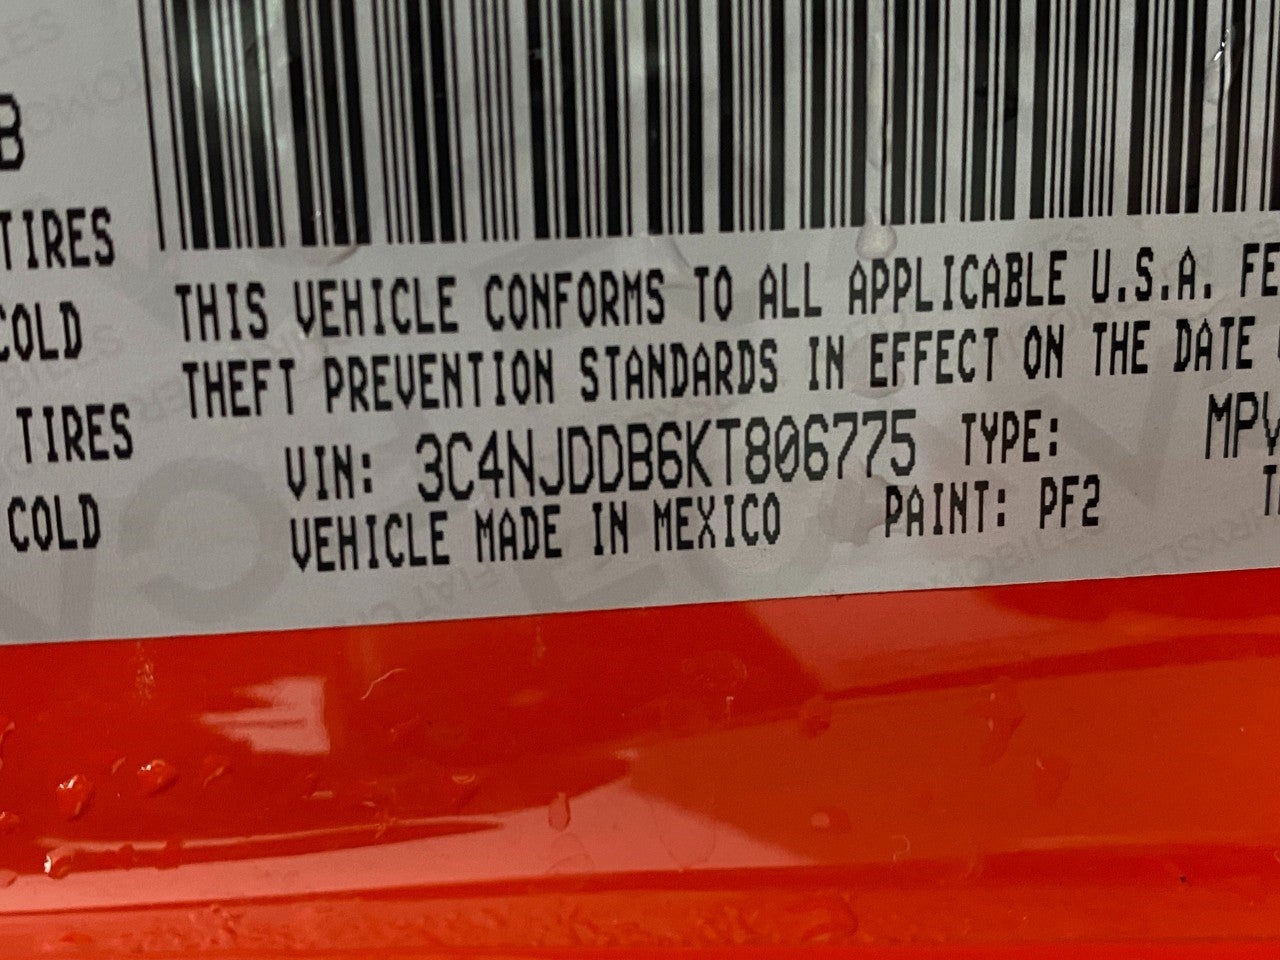 B
TIRES
COLD
TIRES
COLD
THIS VEHICLE CONFORMS TO ALL APPLICABLE U.S.A. FE
THEFT PREVENTION STANDARDS IN EFFECT ON THE DATE
VIN: 3C4NJDDB6KT806775 TYPE: MPV
VEHICLE MADE IN MEXICO PAINT: PF2